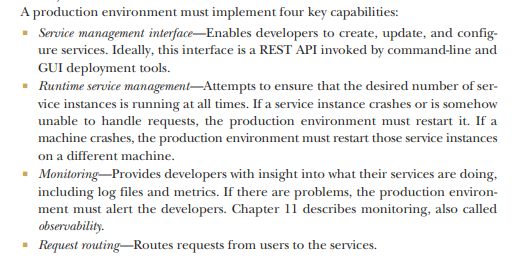 A production environment must implement four key capabilities:
■ Service management interface—Enables developers to create, update, and config-
ure services. Ideally, this interface is a REST API invoked by command-line and
GUI deployment tools.
■ Runtime service management—Attempts to ensure that the desired number of ser-
vice instances is running at all times. If a service instance crashes or is somehow
unable to handle requests, the production environment must restart it. If a
machine crashes, the production environment must restart those service instances
on a different machine.
■ Monitoring—Provides developers with insight into what their services are doing,
including log files and metrics. If there are problems, the production environ-
ment must alert the developers. Chapter 11 describes monitoring, also called
observability.
■ Request routing—Routes requests from users to the services.